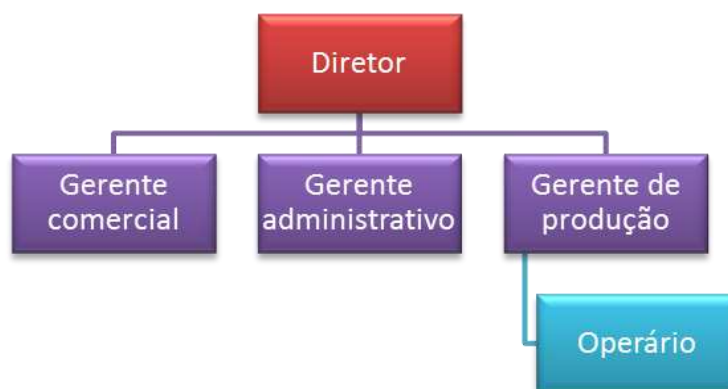 Diretor
Gerente
comercial
Gerente
administrativo
Gerente de
produção
Operário